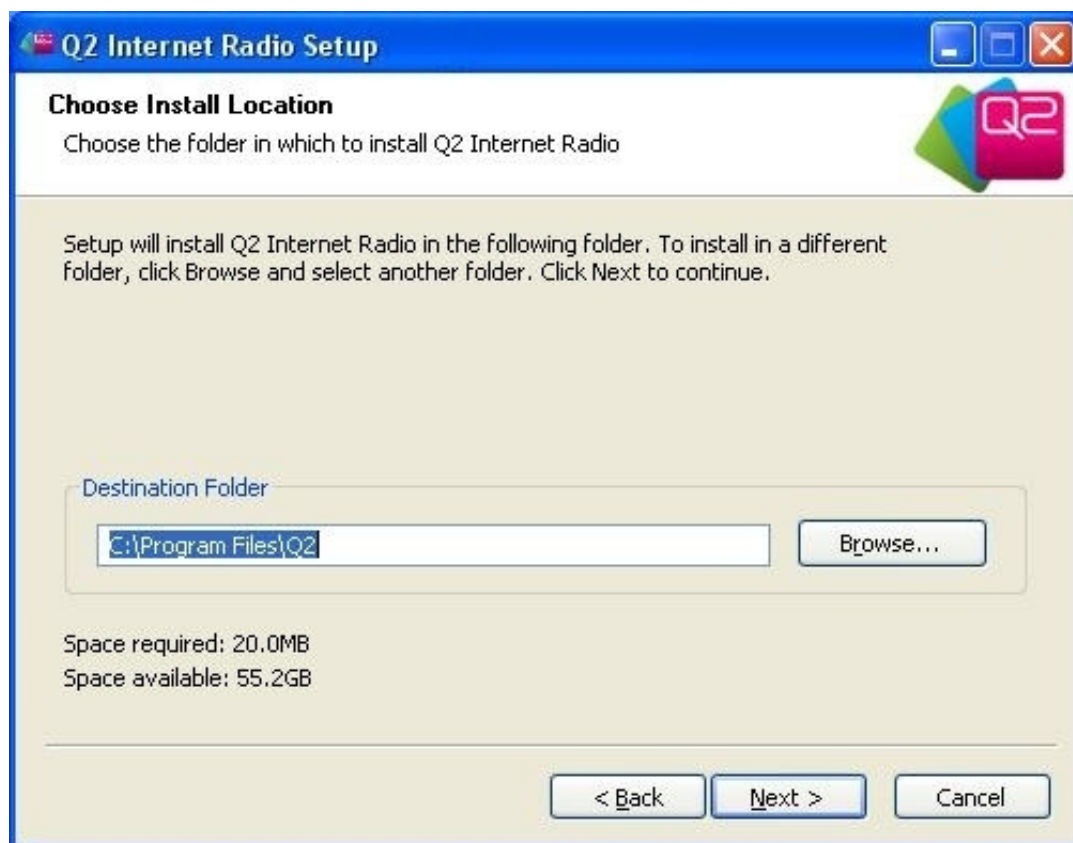 Q2 Internet Radio Setup
Choose Install Location
Choose the folder in which to install Q2 Internet Radio
Q2
Setup will install Q2 Internet Radio in the following folder. To install in a different
folder, click Browse and select another folder. Click Next to continue.
Destination Folder
C:\Program Files\Q2
Browse...
Space required: 20.0MB
Space available: 55.2GB
< Back
Next >
Cancel